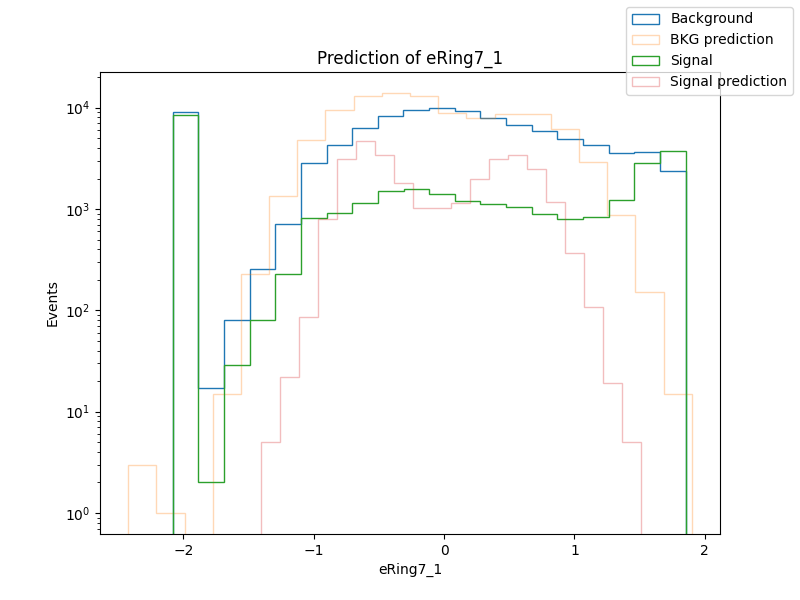 Prediction of eRing7_1
Background
BKG prediction
Signal
Signal prediction
Events
10⁴
10³
10²
10¹
10⁰
−2
−1
0
1
2
eRing7_1